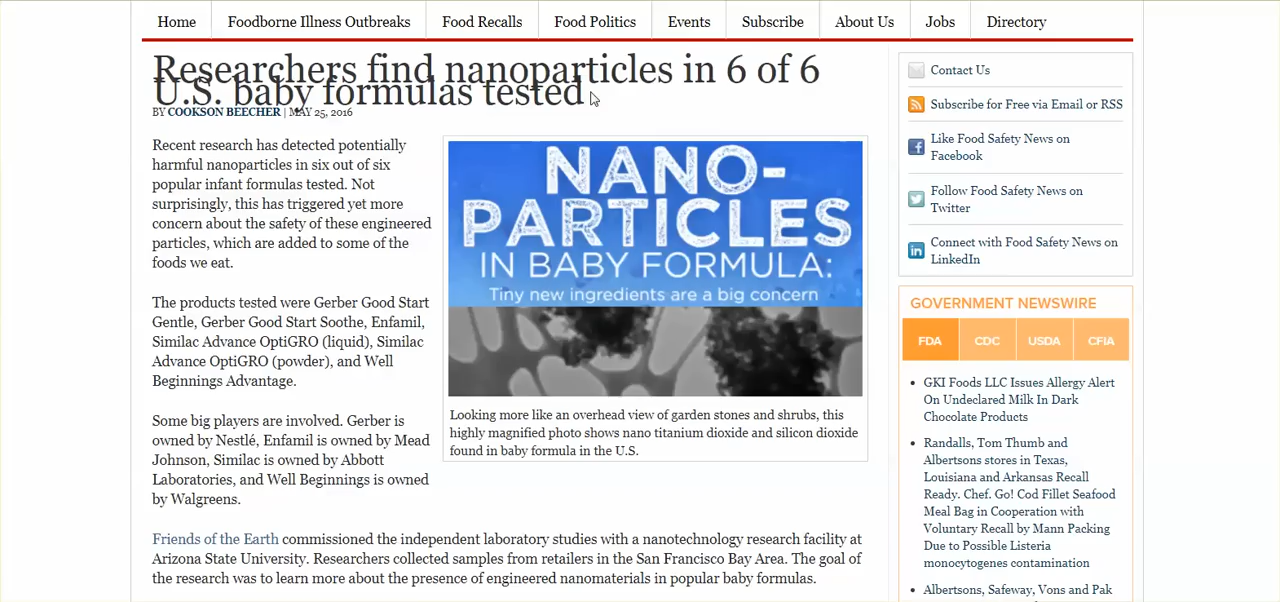 Home
Foodborne Illness Outbreaks
Food Recalls
Food Politics
Events
Subscribe
About Us
Jobs
Directory
Researchers find nanoparticles in 6 of 6
U.S. baby formulas tested
BY COOKSON BEECHER | MAY 25, 2016
Recent research has detected potentially
harmful nanoparticles in six out of six
popular infant formulas tested. Not
surprisingly, this has triggered yet more
concern about the safety of these engineered
particles, which are added to some of the
foods we eat.
The products tested were Gerber Good Start
Gentle, Gerber Good Start Soothe, Enfamil,
Similac Advance OptiGRO (liquid), Similac
Advance OptiGRO (powder), and Well
Beginnings Advantage.
Some big players are involved. Gerber is
owned by Nestlé, Enfamil is owned by Mead
Johnson, Similac is owned by Abbott
Laboratories, and Well Beginnings is owned
by Walgreens.
NANO-
PARTICLES
IN BABY FORMULA:
Tiny new ingredients are a big concern
Looking more like an overhead view of garden stones and shrubs, this
highly magnified photo shows nano titanium dioxide and silicon dioxide
found in baby formula in the U.S.
Friends of the Earth commissioned the independent laboratory studies with a nanotechnology research facility at
Arizona State University. Researchers collected samples from retailers in the San Francisco Bay Area. The goal of
the research was to learn more about the presence of engineered nanomaterials in popular baby formulas.
Contact Us
Subscribe for Free via Email or RSS
Like Food Safety News on
Facebook
Follow Food Safety News on
Twitter
Connect with Food Safety News on
LinkedIn
GOVERNMENT NEWSWIRE
FDA
CDC
USDA
CFIA
GKI Foods LLC Issues Allergy Alert
On Undeclared Milk In Dark
Chocolate Products
Randalls, Tom Thumb and
Albertsons stores in Texas,
Louisiana and Arkansas Recall
Ready. Chef. Go! Cod Fillet Seafood
Meal Bag in Cooperation with
Voluntary Recall by Mann Packing
Due to Possible Listeria
monocytogenes contamination
Albertsons, Safeway, Vons and Pak